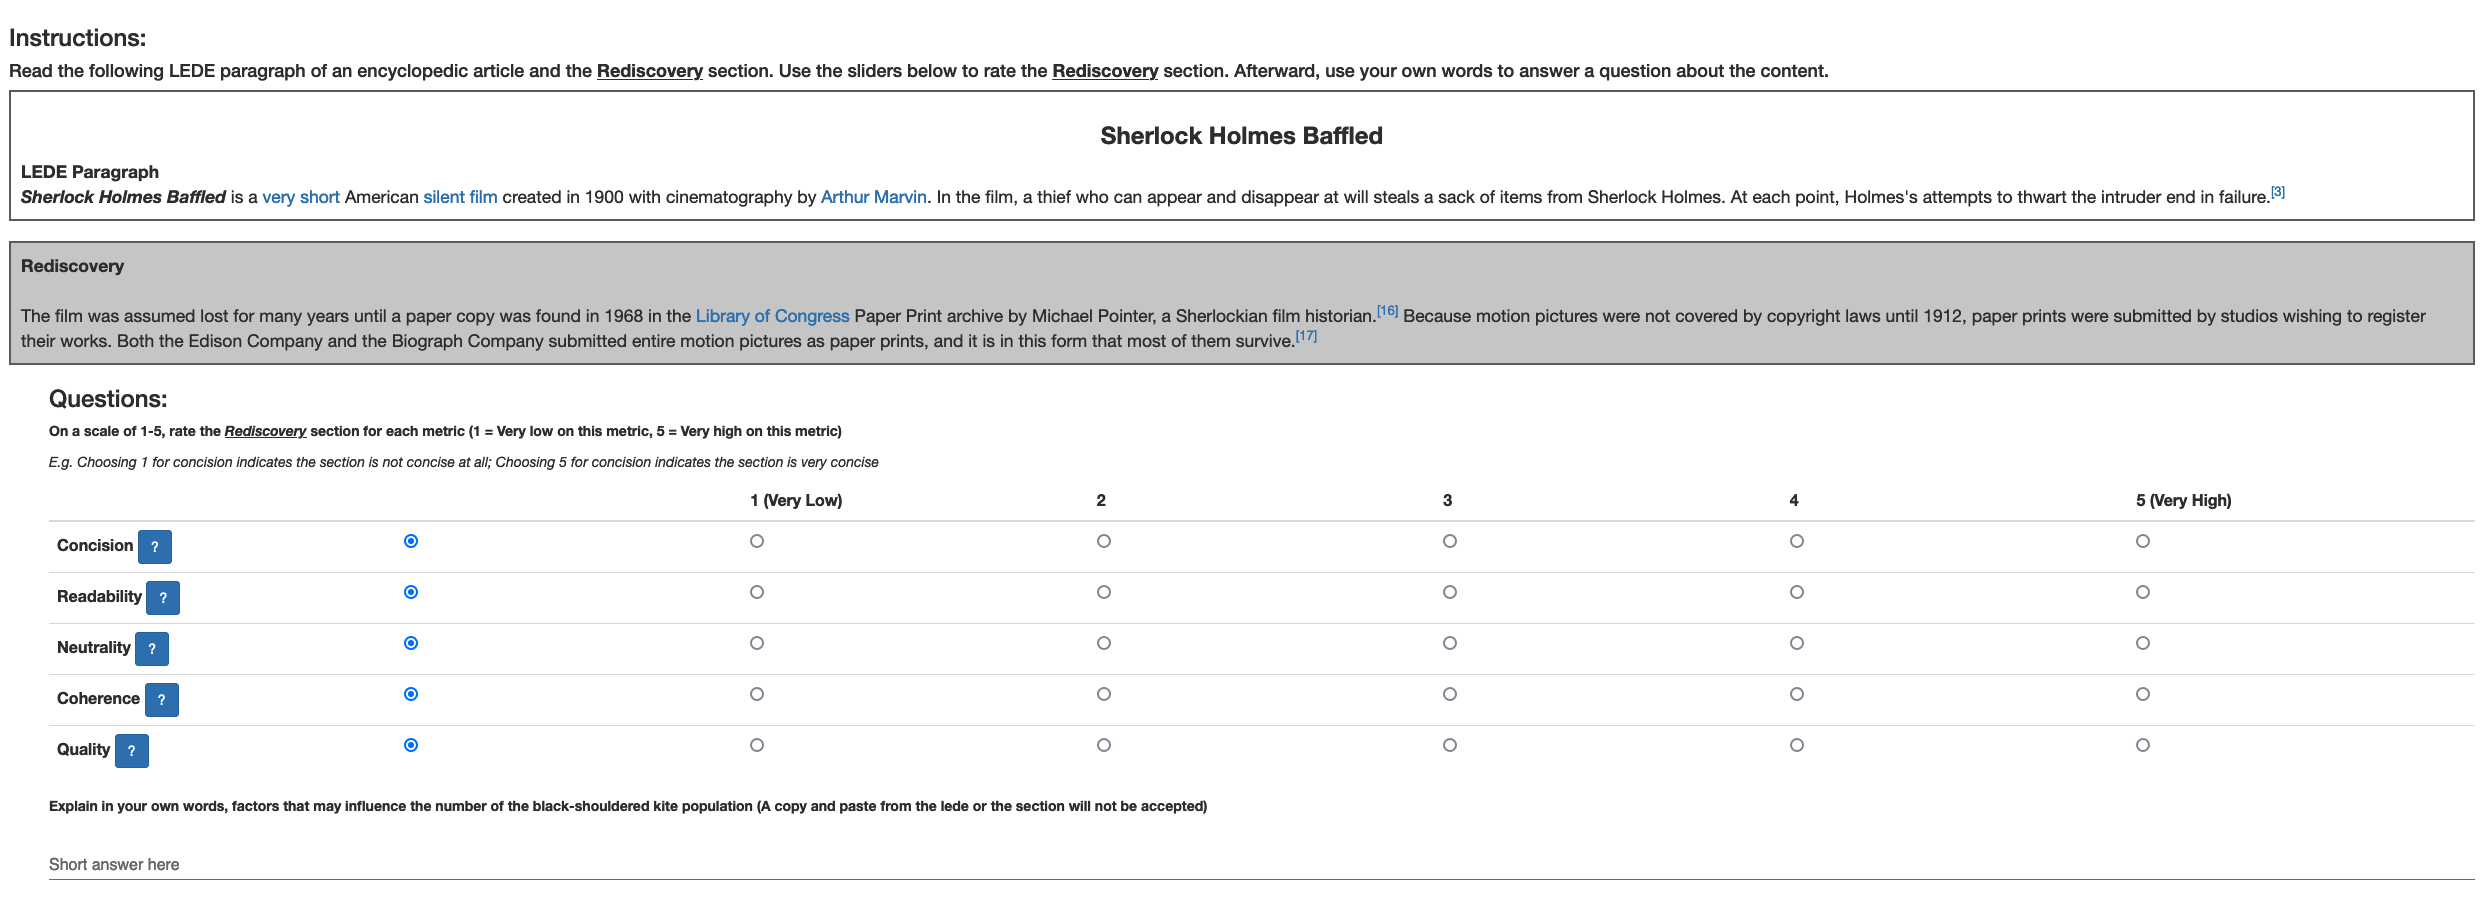 Instructions:
Read the following LEDE paragraph of an encyclopedic article and the Rediscovery section. Use the sliders below to rate the Rediscovery section. Afterward, use your own words to answer a question about the content.
Sherlock Holmes Baffled
LEDE Paragraph
Sherlock Holmes Baffled is a very short American silent film created in 1900 with cinematography by Arthur Marvin. In the film, a thief who can appear and disappear at will steals a sack of items from Sherlock Holmes. At each point, Holmes's attempts to thwart the intruder end in failure.[3]
Rediscovery
The film was assumed lost for many years until a paper copy was found in 1968 in the Library of Congress Paper Print archive by Michael Pointer, a Sherlockian film historian.[16] Because motion pictures were not covered by copyright laws until 1912, paper prints were submitted by studios wishing to register
their works. Both the Edison Company and the Biograph Company submitted entire motion pictures as paper prints, and it is in this form that most of them survive.[17]
Questions:
On a scale of 1-5, rate the Rediscovery section for each metric (1 = Very low on this metric, 5 = Very high on this metric)
E.g. Choosing 1 for concision indicates the section is not concise at all; Choosing 5 for concision indicates the section is very concise
1 (Very Low) 2 3 4 5 (Very High)
Concision ?
Readability ?
Neutrality ?
Coherence ?
Quality ?
Explain in your own words, factors that may influence the number of the black-shouldered kite population (A copy and paste from the lede or the section will not be accepted)
Short answer here